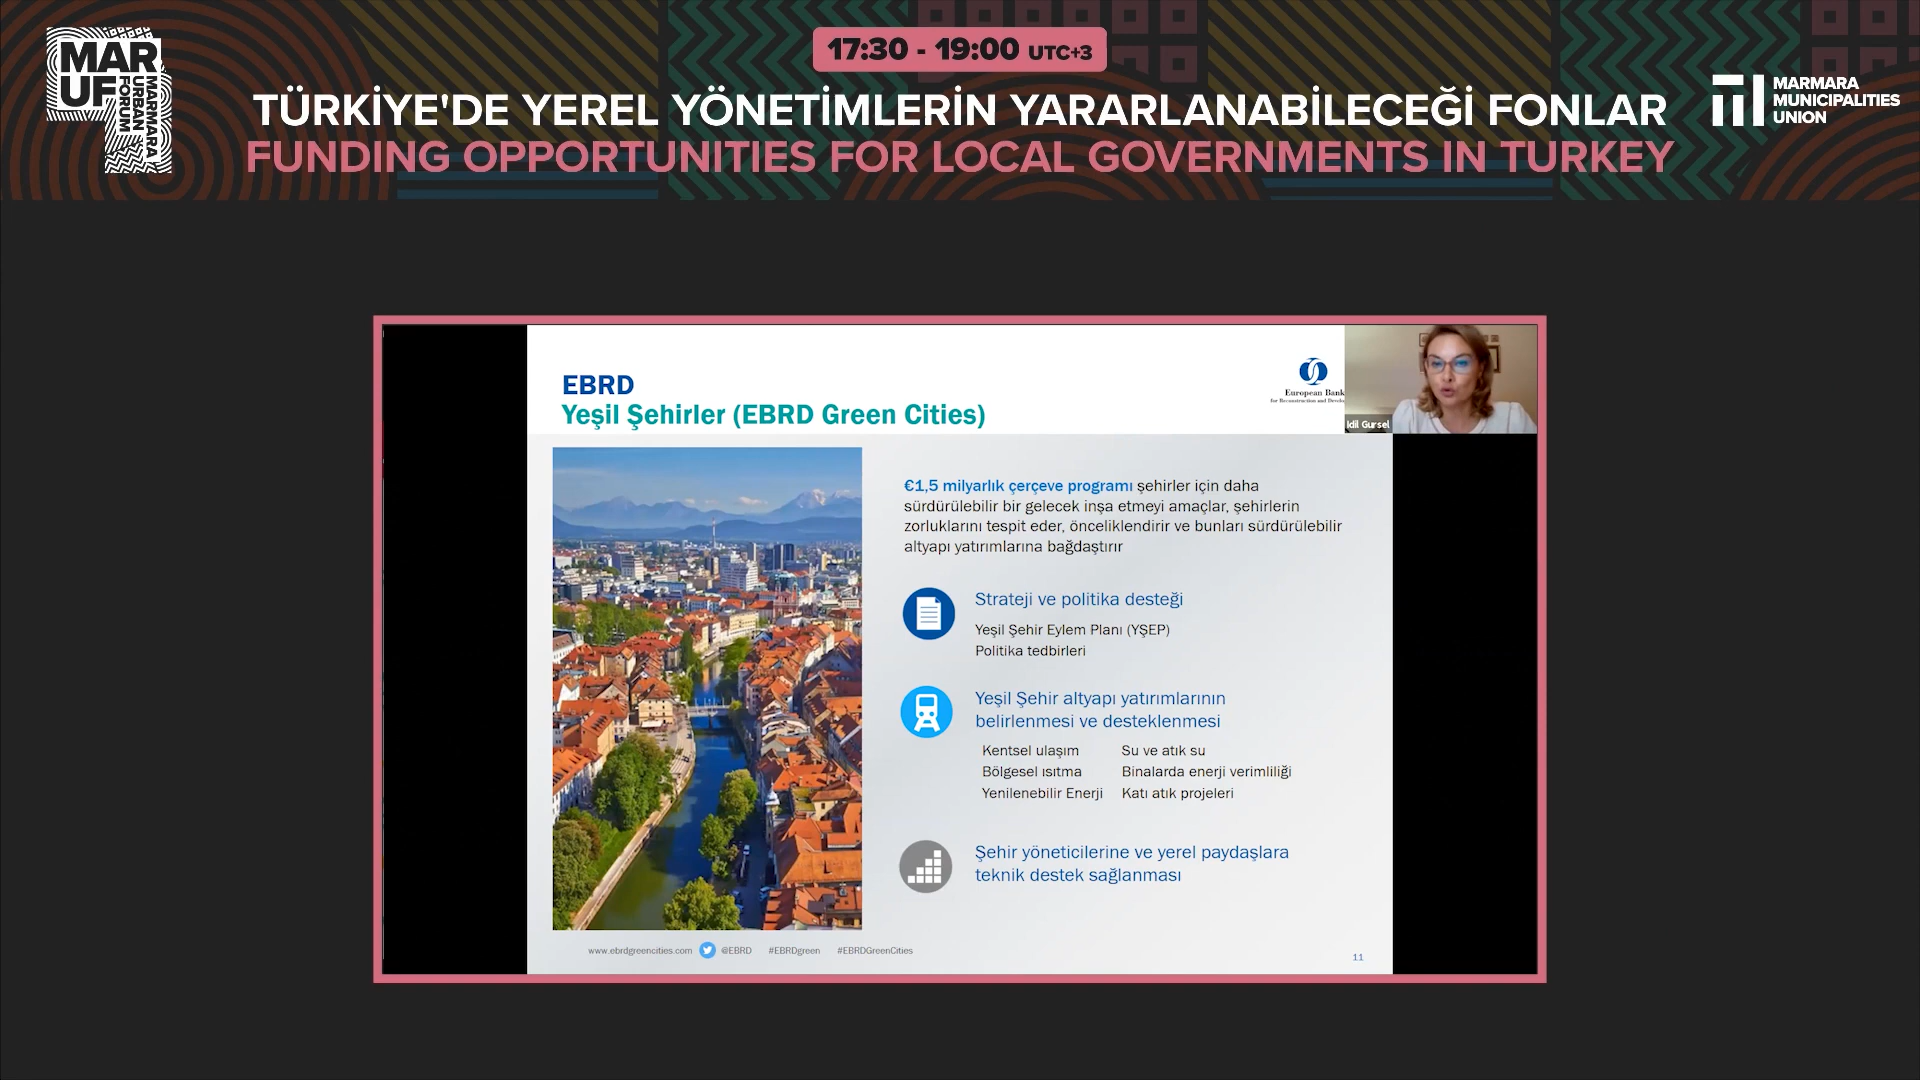 MAR
UF
MARMARA
URBAN
FORUM
17:30 - 19:00 UTC+3
TÜRKİYE'DE YEREL YÖNETİMLERİN YARARLANABİLECEĞİ FONLAR
FUNDING OPPORTUNITIES FOR LOCAL GOVERNMENTS IN TURKEY
MARMARA
MUNICIPALITIES
UNION
EBRD
Yeşil Şehirler (EBRD Green Cities)
European Bank
for Reconstruction and
Idil Gursel
€1,5 milyarlık çerçeve programı şehirler için daha
sürdürülebilir bir gelecek inşa etmeyi amaçlar, şehirlerin
zorluklarını tespit eder, önceliklendirir ve bunları sürdürülebilir
altyapı yatırımlarına bağdaştırır
Strateji ve politika desteği
Yeşil Şehir Eylem Planı (YŞEP)
Politika tedbirleri
Yeşil Şehir altyapı yatırımlarının
belirlenmesi ve desteklenmesi
Kentsel ulaşım Su ve atık su
Bölgesel ısıtma Binalarda enerji verimliliği
Yenilenebilir Enerji Katı atık projeleri
Şehir yöneticilerine ve yerel paydaşlara
teknik destek sağlanması
www.ebrdgreencities.com @EBRD #EBRDgreen #EBRDGreenCities
11